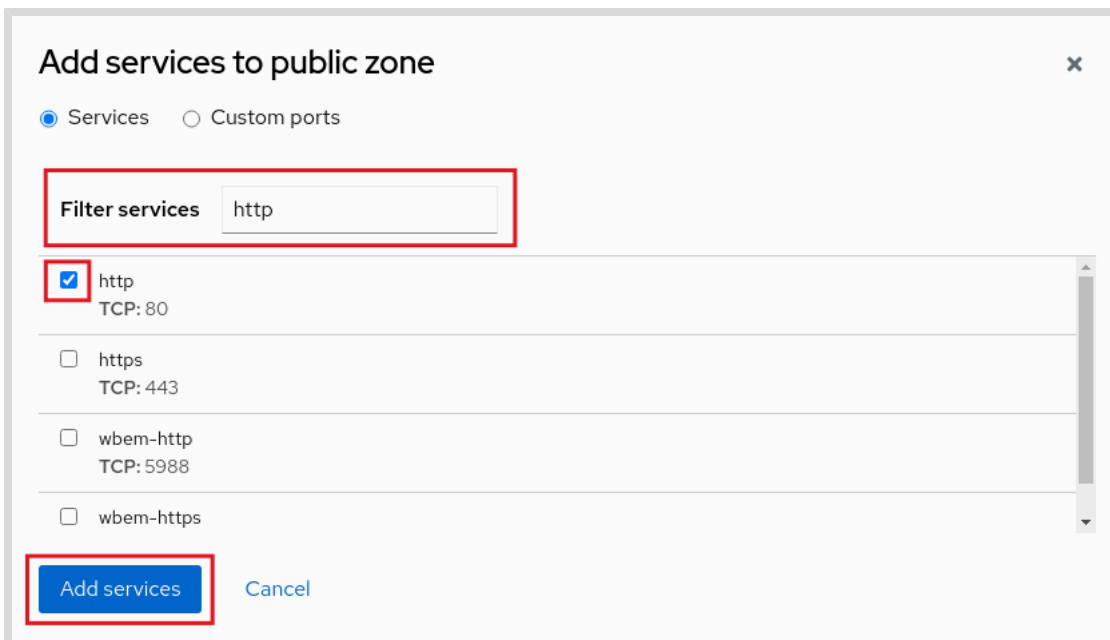 Add services to public zone
Services Custom ports
Filter services http
http
TCP: 80
https
TCP: 443
wbem-http
TCP: 5988
wbem-https
Add services Cancel